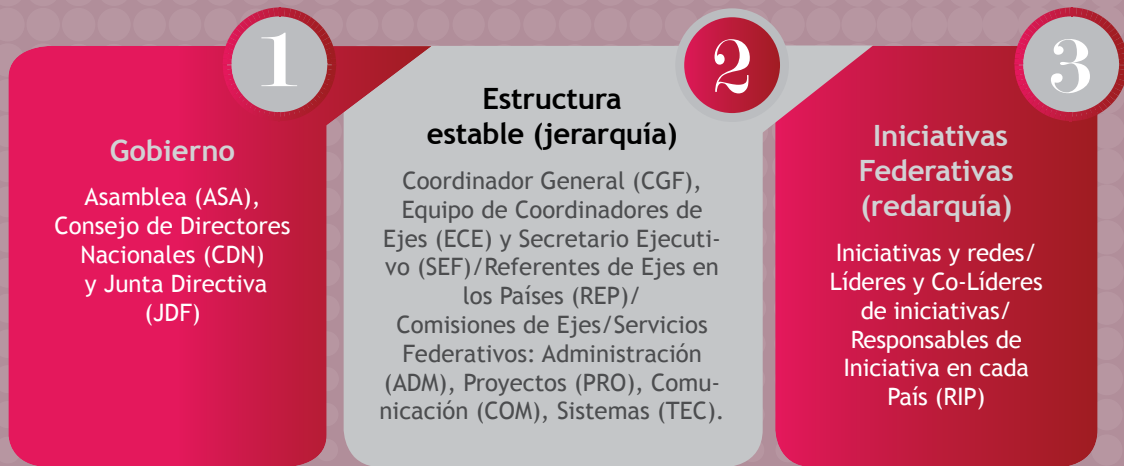 1
Gobierno
Asamblea (ASA),
Consejo de Directores
Nacionales (CDN)
y Junta Directiva
(JDF)
2
Estructura
estable (jerarquía)
Coordinador General (CGF),
Equipo de Coordinadores de
Ejes (ECE) y Secretario Ejecuti-
vo (SEF)/Referentes de Ejes en
los Países (REP)/
Comisiones de Ejes/Servicios
Federativos: Administración
(ADM), Proyectos (PRO), Comu-
nicación (COM), Sistemas (TEC).
3
Iniciativas
Federativas
(redarquía)
Iniciativas y redes/
Líderes y Co-Líderes
de iniciativas/
Responsables de
Iniciativa en cada
País (RIP)